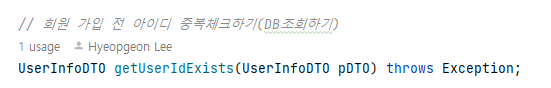 // 회원 가입 전 아이디 중복체크하기(DB조회하기)
1 usage Hyeopgeon Lee
UserInfoDTO getUserIdExists(UserInfoDTO pDTO) throws Exception;